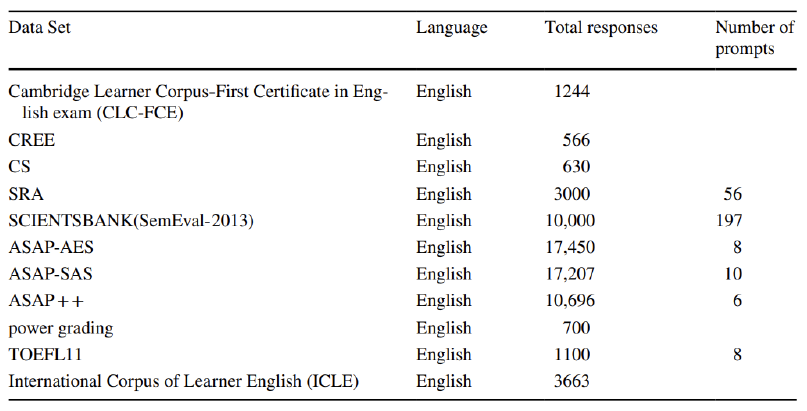 Data Set Language Total responses Number of
prompts
Cambridge Learner Corpus-First Certificate in Eng- English 1244
lish exam (CLC-FCE)
CREE English 566
CS English 630
SRA English 3000 56
SCIENTSBANK(SemEval-2013) English 10,000 197
ASAP-AES English 17,450 8
ASAP-SAS English 17,207 10
ASAP++ English 10,696 6
power grading English 700
TOEFL11 English 1100 8
International Corpus of Learner English (ICLE) English 3663